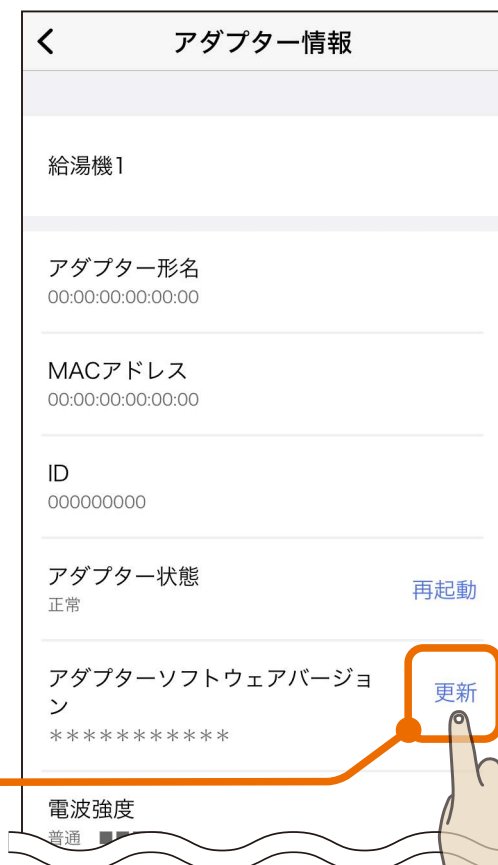 アダプター情報
給湯機1
アダプター形名
00:00:00:00:00:00
MACアドレス
00:00:00:00:00:00
ID
000000000
アダプター状態
正常
再起動
アダプターソフトウェアバージョ
ン
***********
更新
電波強度
普通